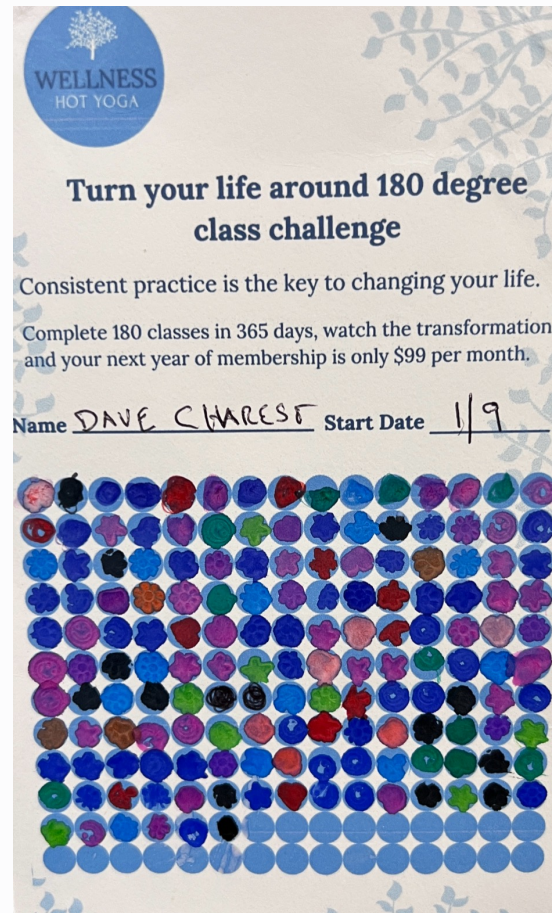 WELLNESS
HOT YOGA
Turn your life around 180 degree
class challenge
Consistent practice is the key to changing your life.
Complete 180 classes in 365 days, watch the transformation
and your next year of membership is only $99 per month.
Name DAVE CHAREST Start Date 1/9